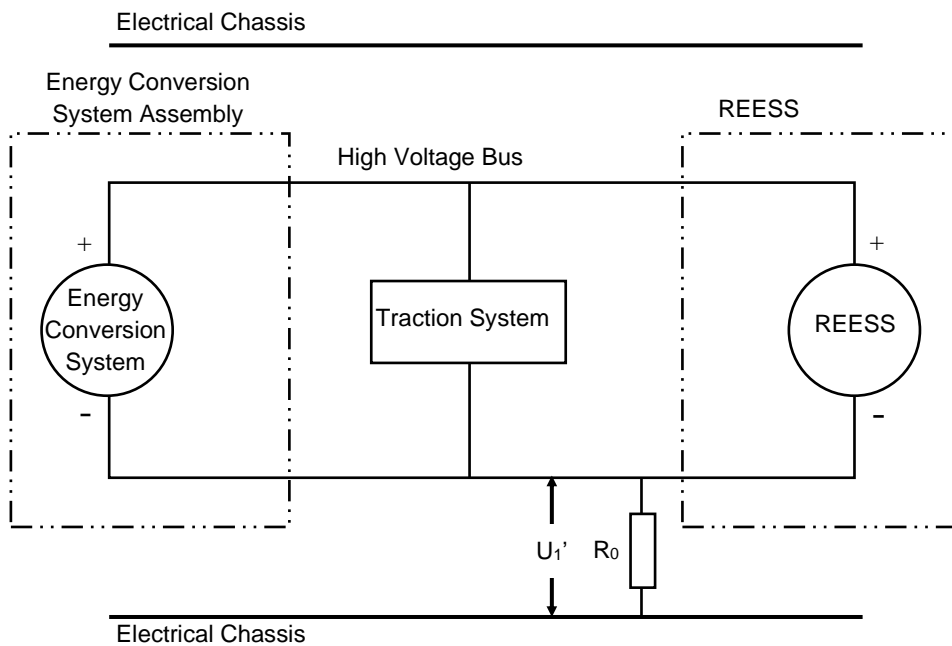 Electrical Chassis
Energy Conversion
System Assembly
REESS
High Voltage Bus
+
+
Energy
Conversion
System
Traction System
REESS
-
-
U₁’
R₀
Electrical Chassis